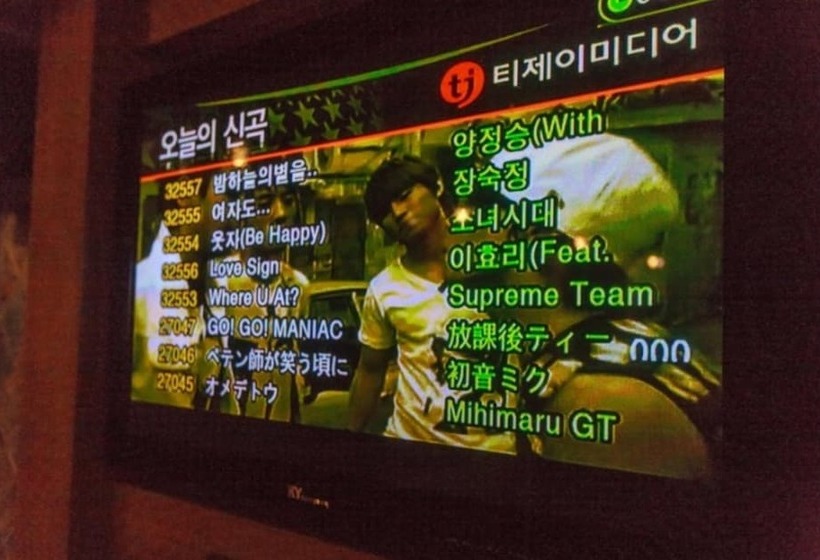 tj 티제이미디어
오늘의 신곡
32557 밤하늘의별을.. 양정승(With
32555 여자도... 장숙정
32554 웃자(Be Happy) 소녀시대
32556 Love Sign 이효리(Feat.
32553 Where U At? Supreme Team
27047 GO! GO! MANIAC 放課後ティー
27046 ペテン師が笑う頃に 初音ミク
27045 オメデトウ Mihimaru GT
000